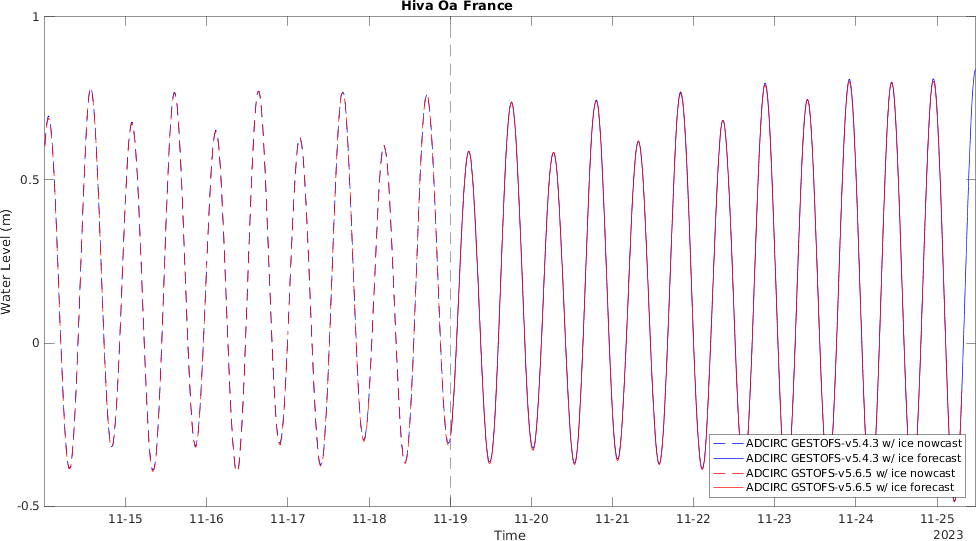 Hiva Oa France
1
0.5
0
-0.5
Water Level (m)
11-15
11-16
11-17
11-18
11-19
11-20
11-21
11-22
11-23
11-24
11-25
Time
2023
ADCIRC GESTOFS-v5.4.3 w/ ice nowcast
ADCIRC GESTOFS-v5.4.3 w/ ice forecast
ADCIRC GSTOFS-v5.6.5 w/ ice nowcast
ADCIRC GSTOFS-v5.6.5 w/ ice forecast